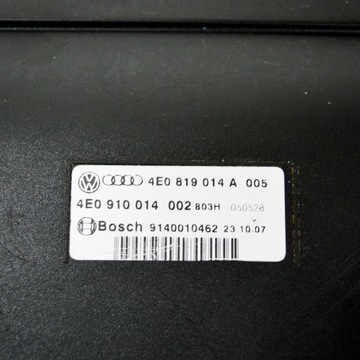 4E0 819 014 A 005
4E0 910 014 002 803H 050528
Bosch 9140010462 23.10.07